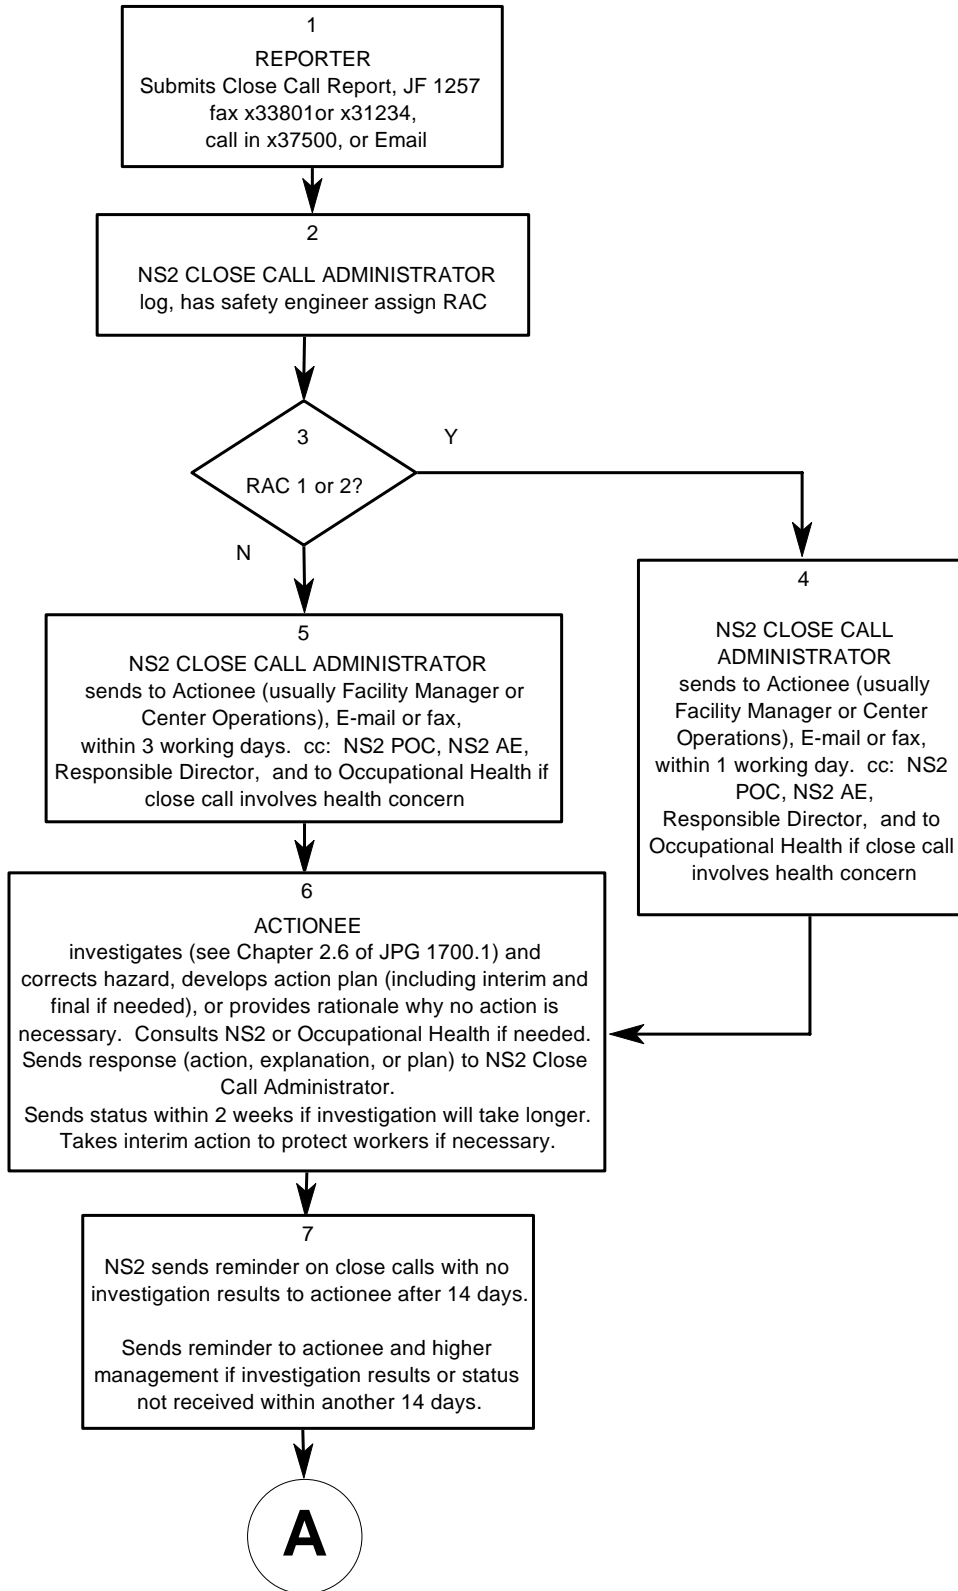 1
REPORTER
Submits Close Call Report, JF 1257
fax x33801or x31234,
call in x37500, or Email
2
NS2 CLOSE CALL ADMINISTRATOR
log, has safety engineer assign RAC
3
RAC 1 or 2?
Y
N
4
NS2 CLOSE CALL
ADMINISTRATOR
sends to Actionee (usually
Facility Manager or Center
Operations), E-mail or fax,
within 1 working day. cc: NS2
POC, NS2 AE,
Responsible Director, and to
Occupational Health if close call
involves health concern
5
NS2 CLOSE CALL ADMINISTRATOR
sends to Actionee (usually Facility Manager or
Center Operations), E-mail or fax,
within 3 working days. cc: NS2 POC, NS2 AE,
Responsible Director, and to Occupational Health if
close call involves health concern
6
ACTIONEE
investigates (see Chapter 2.6 of JPG 1700.1) and
corrects hazard, develops action plan (including interim and
final if needed), or provides rationale why no action is
necessary. Consults NS2 or Occupational Health if needed.
Sends response (action, explanation, or plan) to NS2 Close
Call Administrator.
Sends status within 2 weeks if investigation will take longer.
Takes interim action to protect workers if necessary.
7
NS2 sends reminder on close calls with no
investigation results to actionee after 14 days.
Sends reminder to actionee and higher
management if investigation results or status
not received within another 14 days.
A